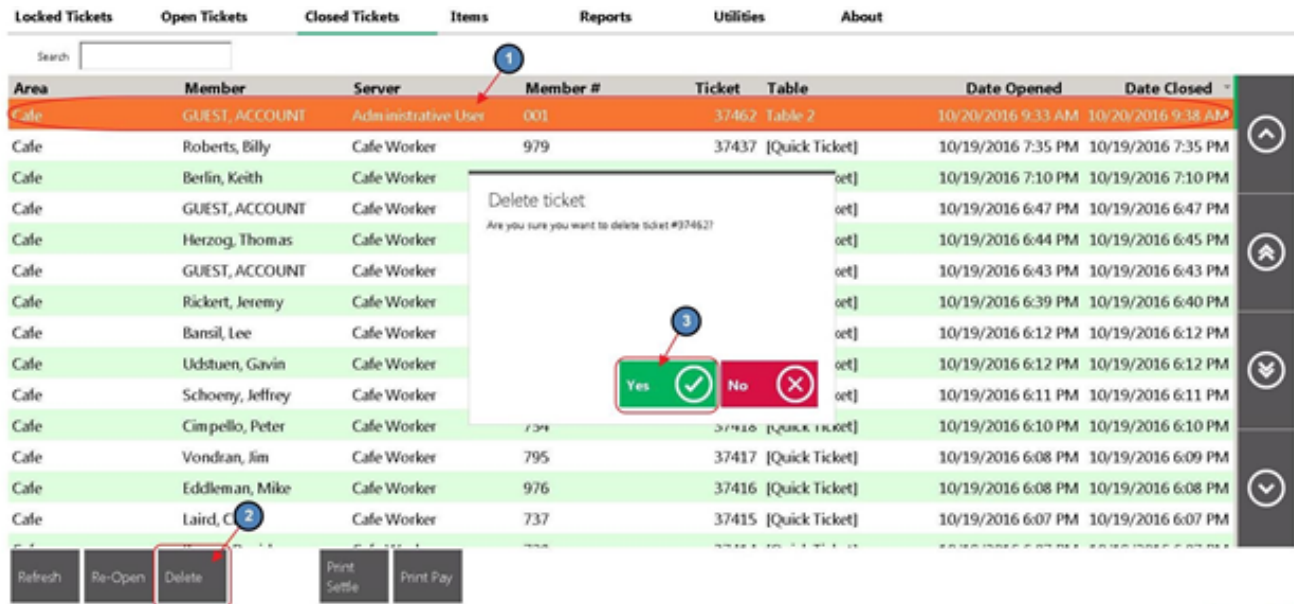 Locked Tickets Open Tickets Closed Tickets Items Reports Utilities About
Search
1
Area Member Server Member # Ticket Table Date Opened Date Closed
Cafe GUEST, ACCOUNT Administrative User 001 37462 Table 2 10/20/2016 9:33 AM 10/20/2016 9:38 AM
Cafe Roberts, Billy Cafe Worker 979 37437 [Quick Ticket] 10/19/2016 7:35 PM 10/19/2016 7:35 PM
Cafe Berlin, Keith Cafe Worker 10/19/2016 7:10 PM 10/19/2016 7:10 PM
Delete ticket
Cafe GUEST, ACCOUNT Cafe Worker 10/19/2016 6:47 PM 10/19/2016 6:47 PM
Are you sure you want to delete ticket #37462?
Cafe Herzog, Thomas Cafe Worker 10/19/2016 6:44 PM 10/19/2016 6:45 PM
Cafe GUEST, ACCOUNT Cafe Worker 10/19/2016 6:43 PM 10/19/2016 6:43 PM
Cafe Rickert, Jeremy Cafe Worker 10/19/2016 6:39 PM 10/19/2016 6:40 PM
3
Cafe Bansil, Lee Cafe Worker 10/19/2016 6:12 PM 10/19/2016 6:12 PM
Cafe Udstuen, Gavin Cafe Worker 10/19/2016 6:12 PM 10/19/2016 6:12 PM
Yes No
Cafe Schoeny, Jeffrey Cafe Worker 10/19/2016 6:11 PM 10/19/2016 6:11 PM
Cafe Cimpello, Peter Cafe Worker 37418 [Quick Ticket] 10/19/2016 6:10 PM 10/19/2016 6:10 PM
Cafe Vondran, Jim Cafe Worker 795 37417 [Quick Ticket] 10/19/2016 6:08 PM 10/19/2016 6:09 PM
Cafe Eddleman, Mike Cafe Worker 976 37416 [Quick Ticket] 10/19/2016 6:08 PM 10/19/2016 6:08 PM
Cafe Laird, Cafe Worker 737 37415 [Quick Ticket] 10/19/2016 6:07 PM 10/19/2016 6:07 PM
2
Refresh Re-Open Delete Print Settle Print Pay